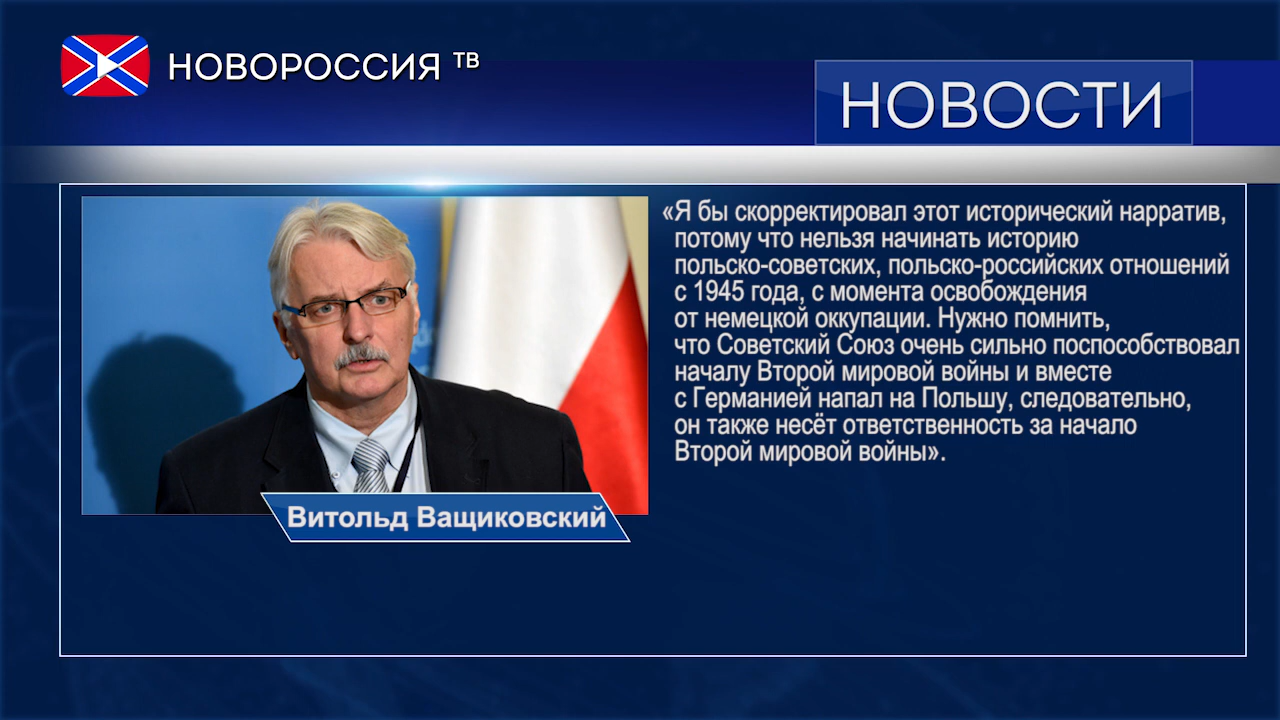 НОВОРОССИЯ ТВ
НОВОСТИ
«Я бы скорректировал этот исторический нарратив,
потому что нельзя начинать историю
польско-советских, польско-российских отношений
с 1945 года, с момента освобождения
от немецкой оккупации. Нужно помнить,
что Советский Союз очень сильно поспособствовал
началу Второй мировой войны и вместе
с Германией напал на Польшу, следовательно,
он также несёт ответственность за начало
Второй мировой войны».
Витольд Ващиковский